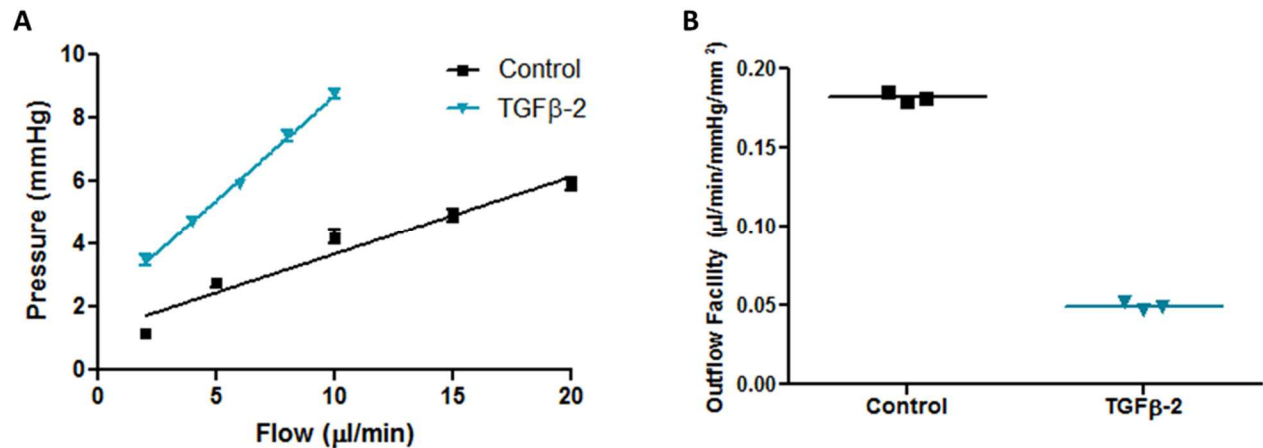 A
Pressure (mmHg)
10
8
6
4
2
0
0
5
10
15
20
Flow (μl/min)
Control
TGFβ-2
B
Outflow Facility (μl/min/mmHg/mm²)
0.20
0.15
0.10
0.05
0.00
Control
TGFβ-2